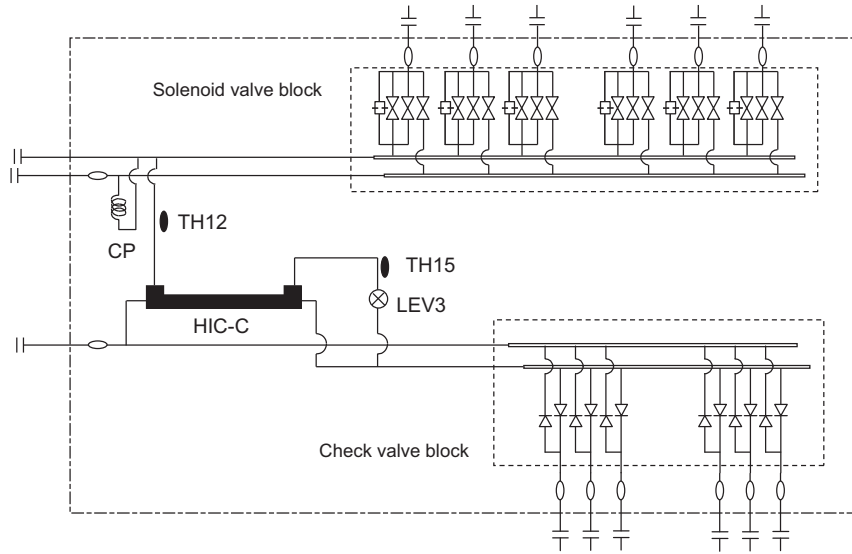 Solenoid valve block
TH12
CP
TH15
LEV3
HIC-C
Check valve block